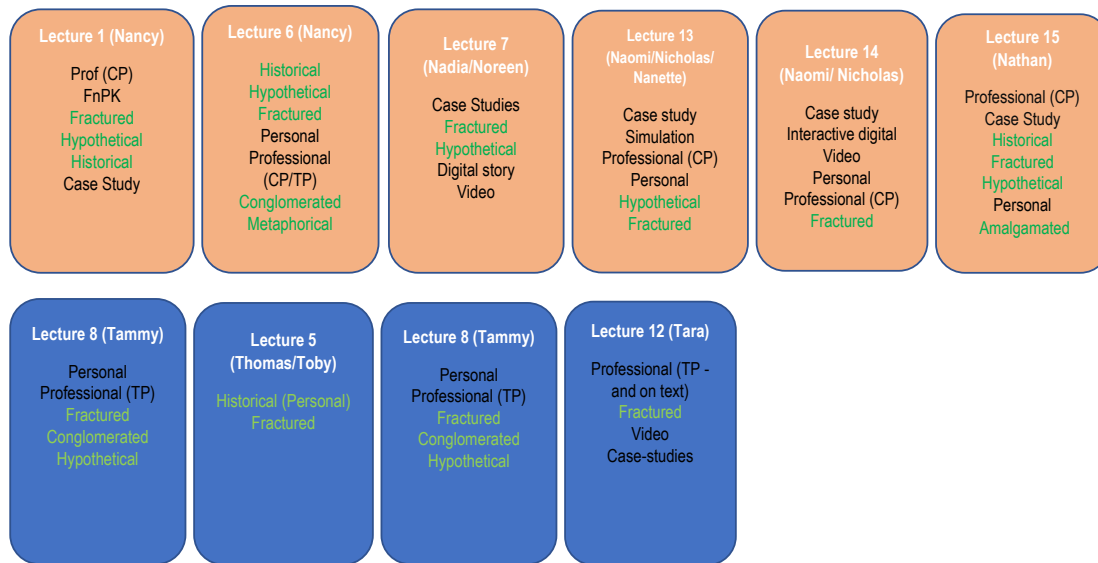 Lecture 1 (Nancy)
Prof (CP)
FnPK
Fractured
Hypothetical
Historical
Case Study
Lecture 6 (Nancy)
Historical
Hypothetical
Fractured
Personal
Professional
(CP/TP)
Conglomerated
Metaphorical
Lecture 7
(Nadia/Noreen)
Case Studies
Fractured
Hypothetical
Digital story
Video
Lecture 13
(Naomi/Nicholas/
Nanette)
Case study
Simulation
Professional (CP)
Personal
Hypothetical
Fractured
Lecture 14
(Naomi/ Nicholas)
Case study
Interactive digital
Video
Personal
Professional (CP)
Fractured
Lecture 15
(Nathan)
Professional (CP)
Case Study
Historical
Fractured
Hypothetical
Personal
Amalgamated
Lecture 8 (Tammy)
Personal
Professional (TP)
Fractured
Conglomerated
Hypothetical
Lecture 5
(Thomas/Toby)
Historical (Personal)
Fractured
Lecture 8 (Tammy)
Personal
Professional (TP)
Fractured
Conglomerated
Hypothetical
Lecture 12 (Tara)
Professional (TP -
and on text)
Fractured
Video
Case-studies